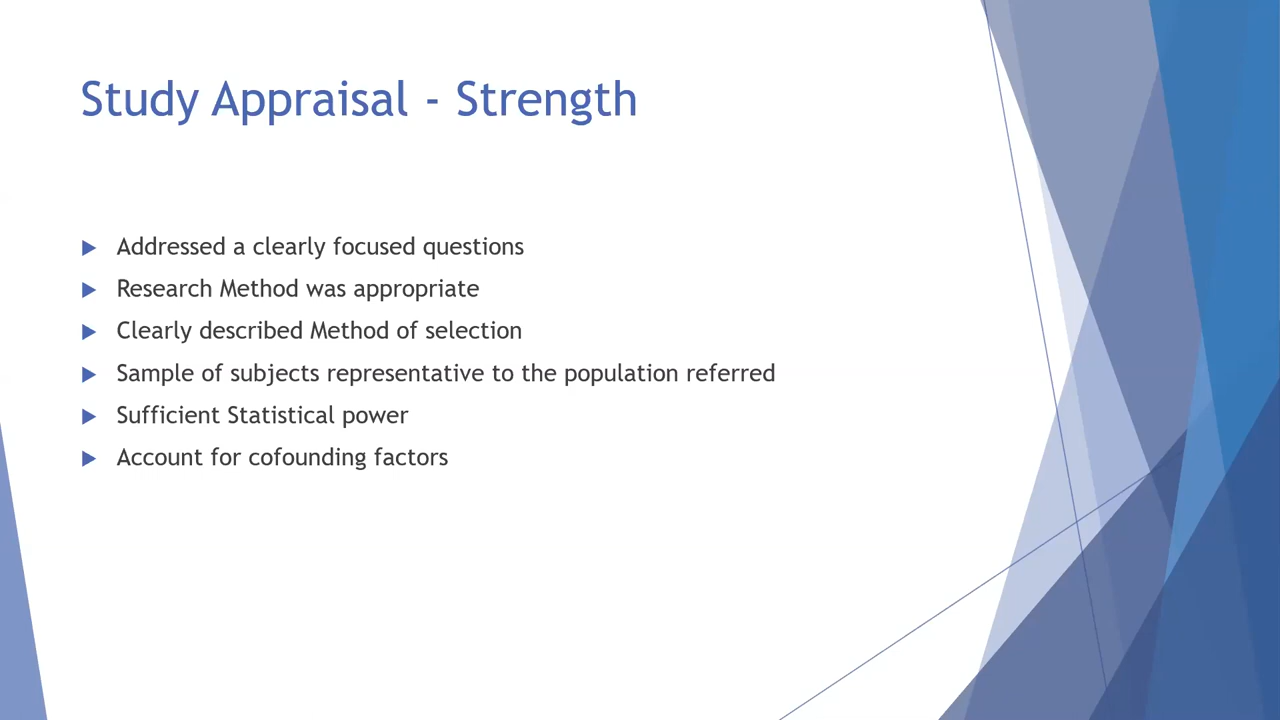 Study Appraisal - Strength
Addressed a clearly focused questions
Research Method was appropriate
Clearly described Method of selection
Sample of subjects representative to the population referred
Sufficient Statistical power
Account for cofounding factors